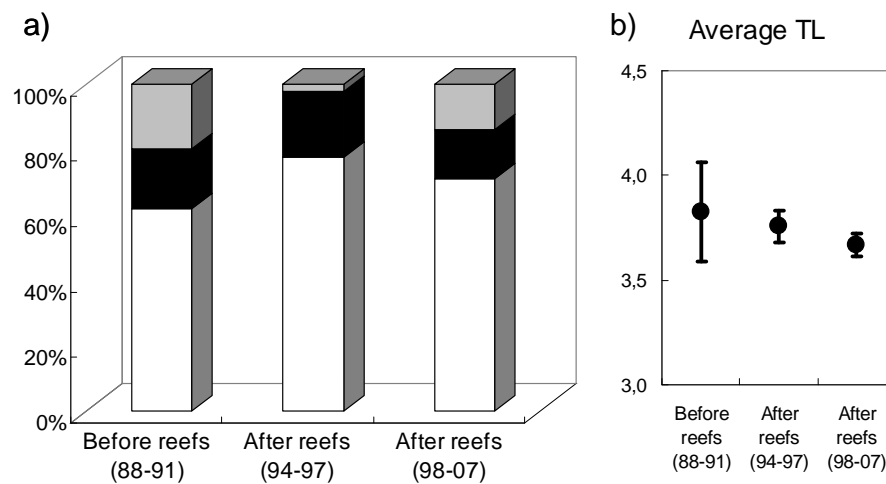 a)
100%
80%
60%
40%
20%
0%
Before reefs
(88-91)
After reefs
(94-97)
After reefs
(98-07)
b)
Average TL
4,5
4,0
3,5
3,0
Before
reefs
(88-91)
After
reefs
(94-97)
After
reefs
(98-07)